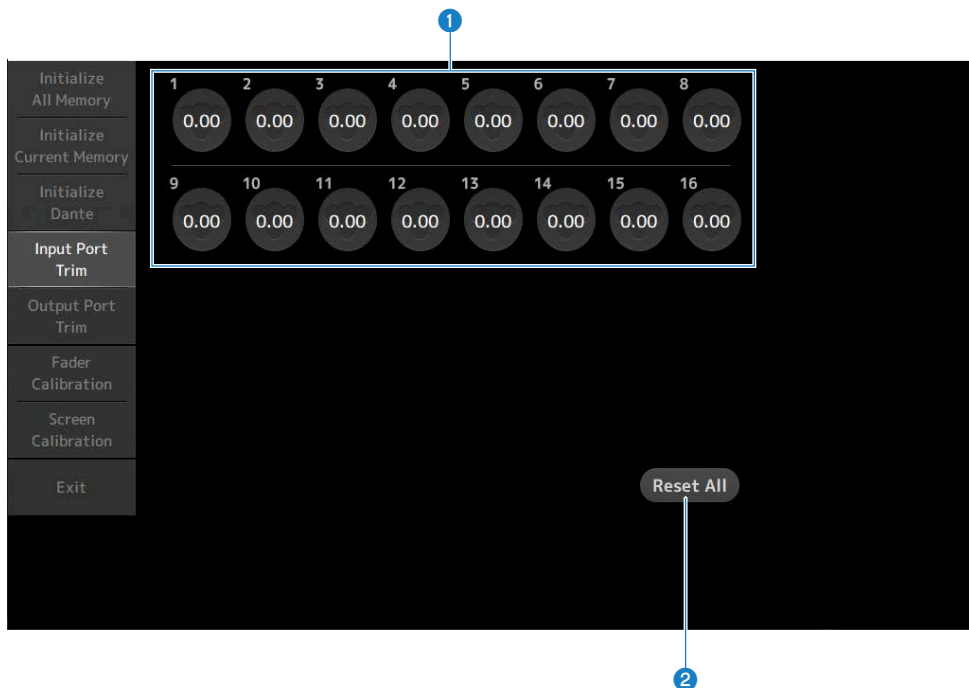 1
Initialize
All Memory
Initialize
Current Memory
Initialize
Dante
Input Port
Trim
Output Port
Trim
Fader
Calibration
Screen
Calibration
Exit
1 2 3 4 5 6 7 8
0.00 0.00 0.00 0.00 0.00 0.00 0.00 0.00
9 10 11 12 13 14 15 16
0.00 0.00 0.00 0.00 0.00 0.00 0.00 0.00
Reset All
2